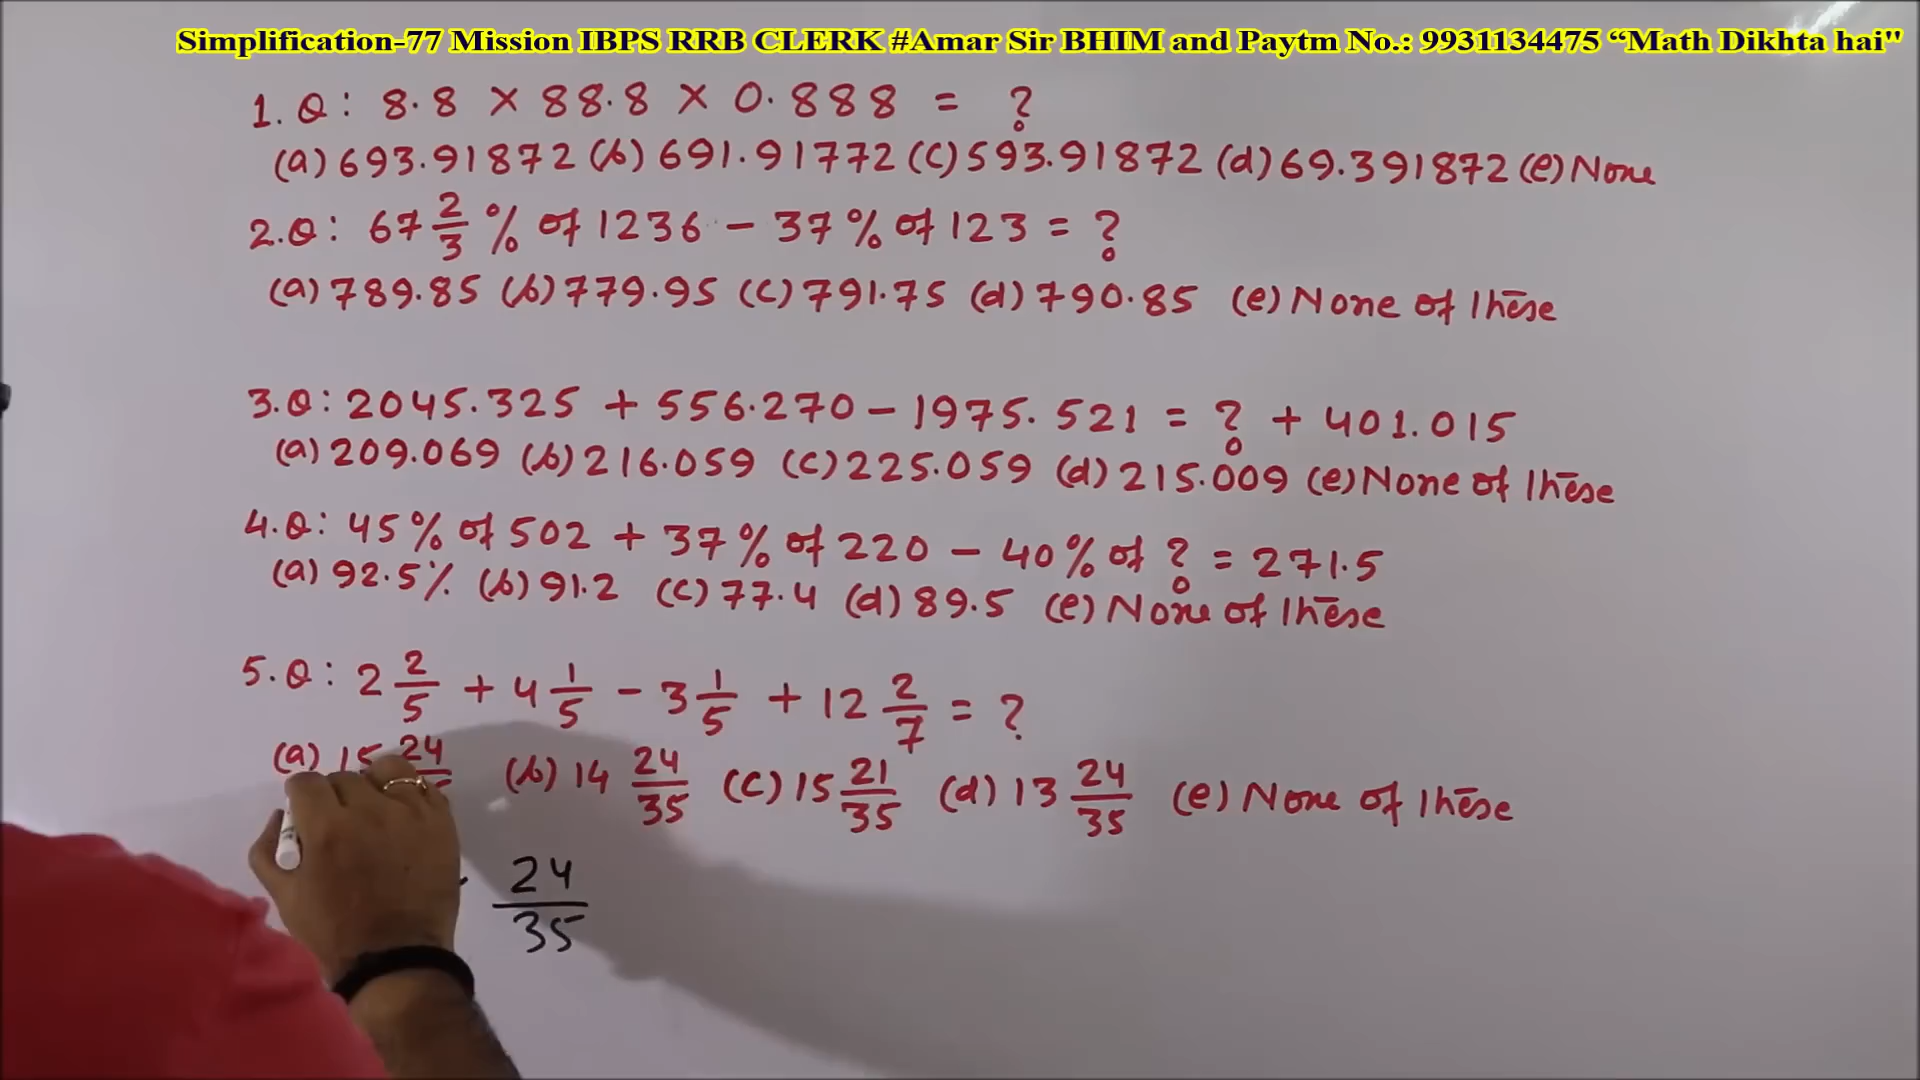 Simplification-77 Mission IBPS RRB CLERK #Amar Sir BHIM and Paytm No.: 9931134475 “Math Dikhta hai"
1. Q: 8.8 × 88.8 × 0.888 = ?
(a) 693.91872 (b) 691.91772 (c) 593.91872 (d) 69.391872 (e) None
2. Q: 67 2/3 % of 1236 - 37% of 123 = ?
(a) 789.85 (b) 779.95 (c) 791.75 (d) 790.85 (e) None of these
3. Q: 2045.325 + 556.270 - 1975.521 = ? + 401.015
(a) 209.069 (b) 216.059 (c) 225.059 (d) 215.009 (e) None of these
4. Q: 45% of 502 + 37% of 220 - 40% of ? = 271.5
(a) 92.5% (b) 91.2 (c) 77.4 (d) 89.5 (e) None of these
5. Q: 2 2/5 + 4 1/5 - 3 1/5 + 12 2/7 = ?
(a) 15 24 (b) 14 24/35 (c) 15 21/35 (d) 13 24/35 (e) None of these
24/35